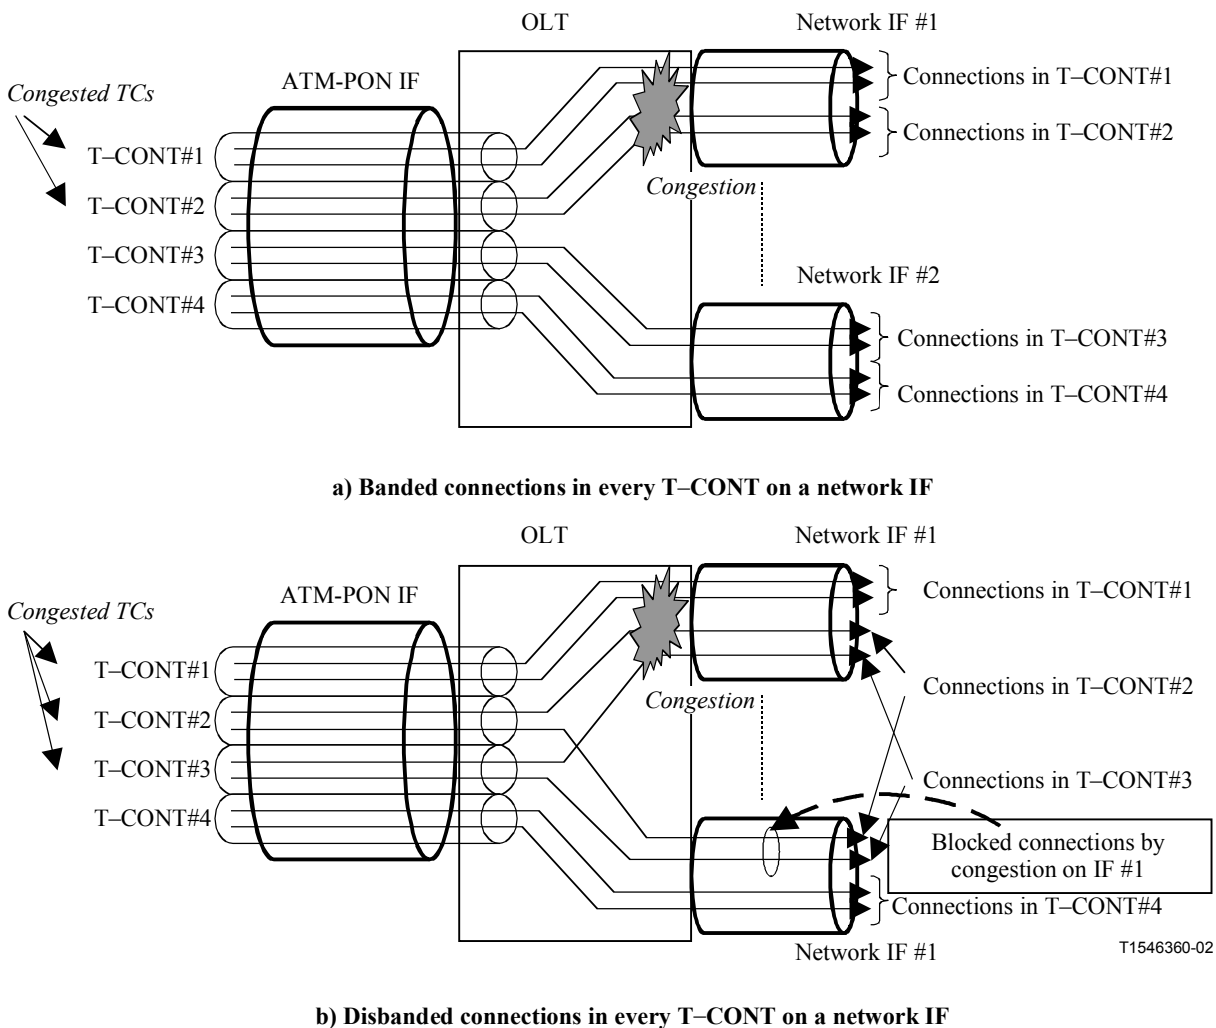 OLT
Network IF #1
ATM-PON IF
Congested TCs
Connections in T–CONT#1
Connections in T–CONT#2
T–CONT#1
T–CONT#2
T–CONT#3
T–CONT#4
Congestion
Network IF #2
Connections in T–CONT#3
Connections in T–CONT#4
a) Banded connections in every T–CONT on a network IF
OLT
Network IF #1
ATM-PON IF
Congested TCs
Connections in T–CONT#1
T–CONT#1
T–CONT#2
T–CONT#3
T–CONT#4
Congestion
Connections in T–CONT#2
Connections in T–CONT#3
Blocked connections by
congestion on IF #1
Connections in T–CONT#4
Network IF #1
T1546360-02
b) Disbanded connections in every T–CONT on a network IF